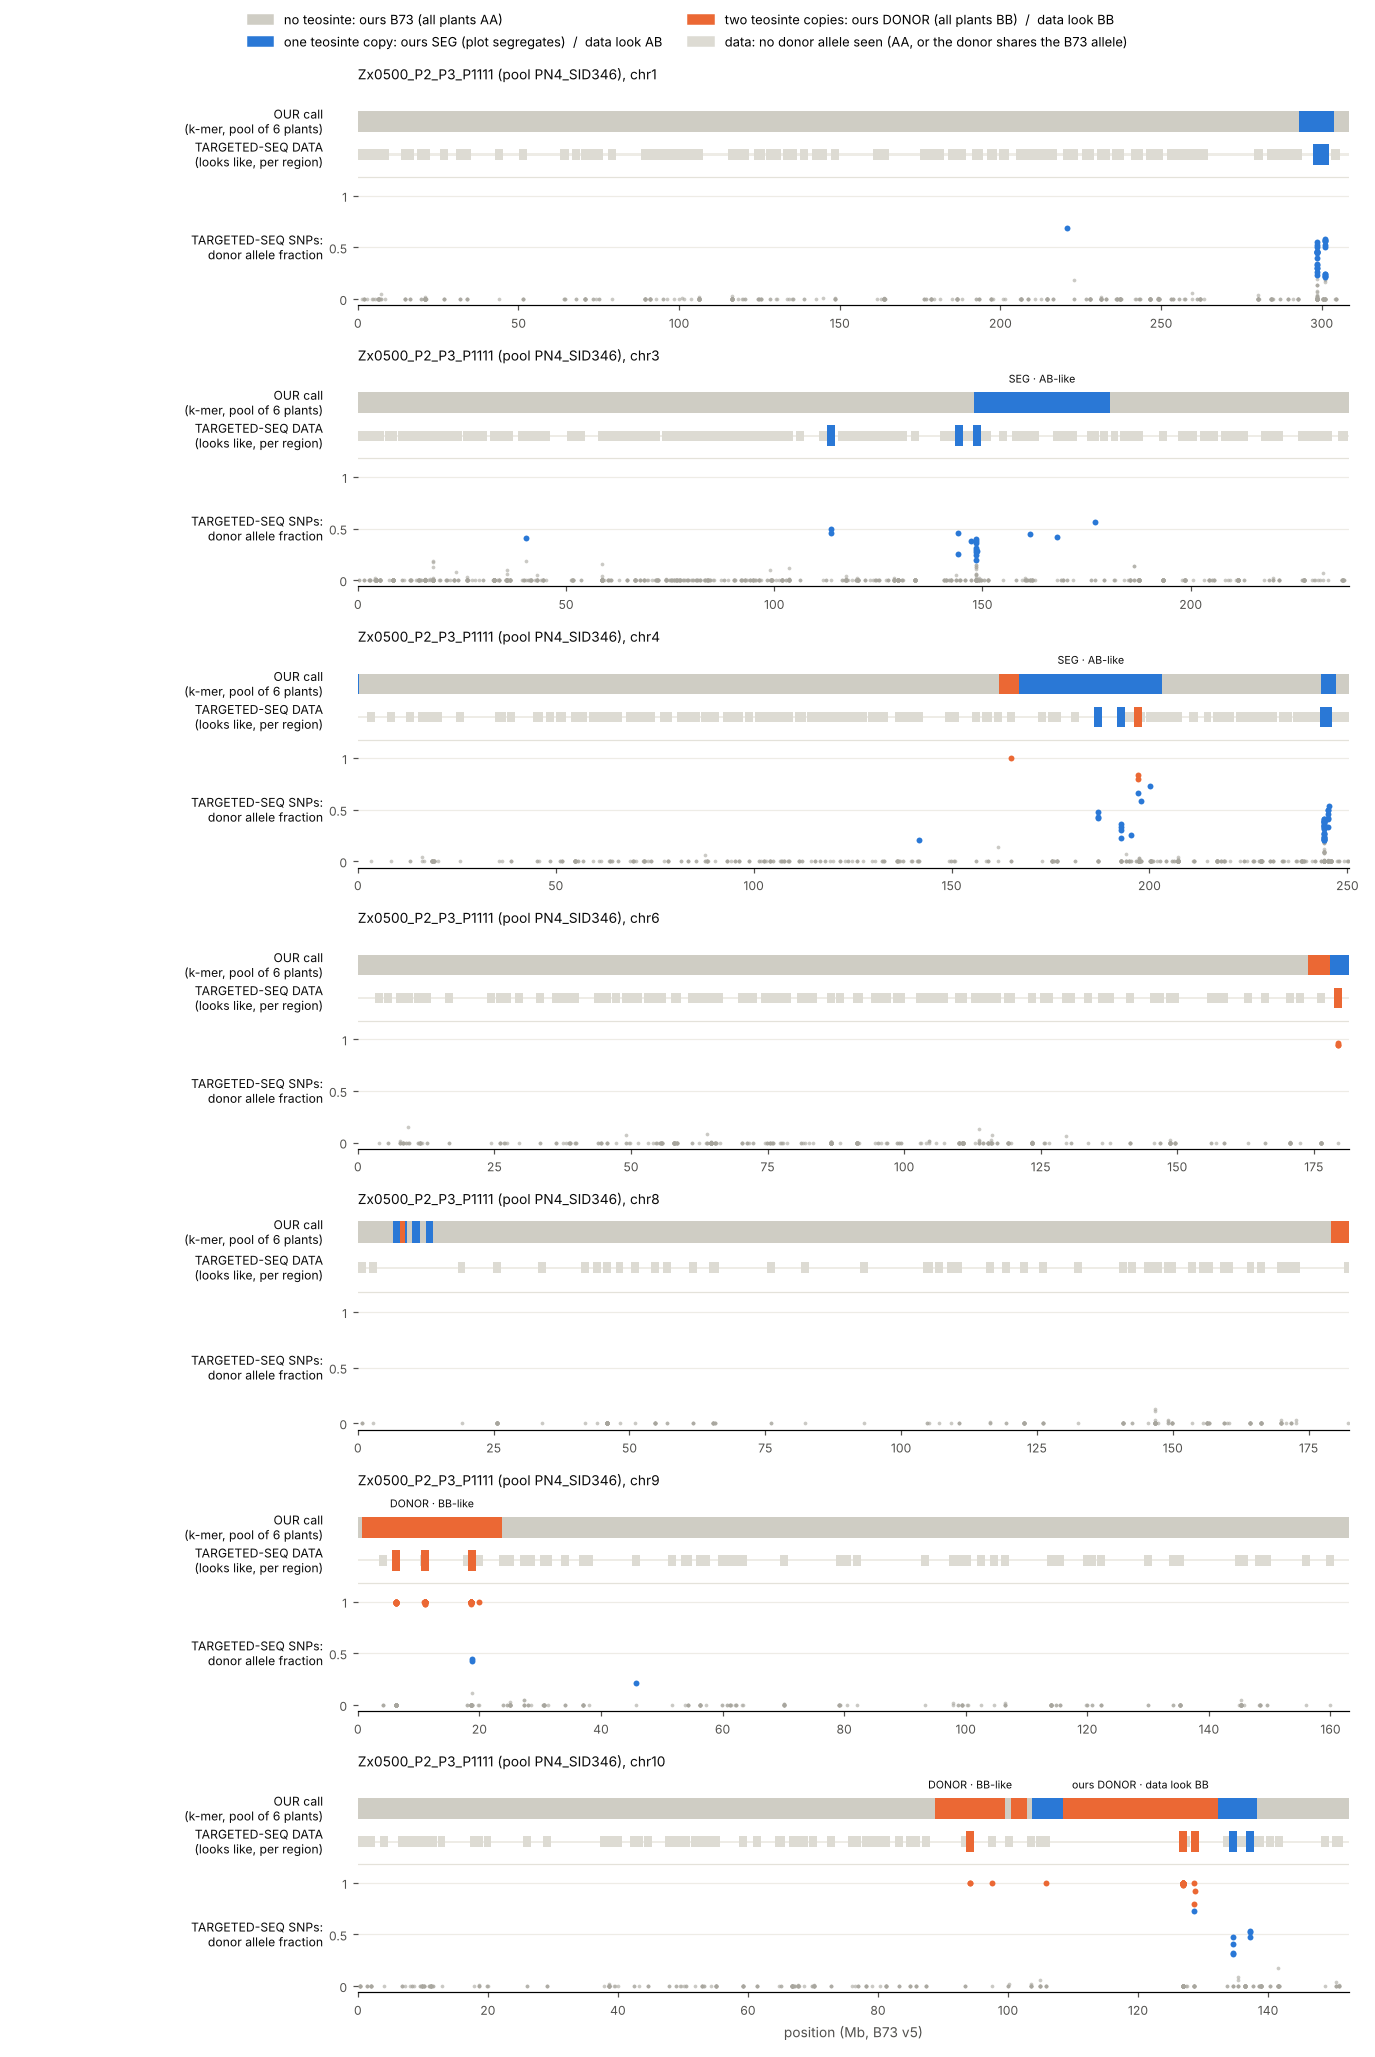 no teosinte: ours B73 (all plants AA)
two teosinte copies: ours DONOR (all plants BB)  /  data look BB
one teosinte copy: ours SEG (plot segregates)  /  data look AB
data: no donor allele seen (AA, or the donor shares the B73 allele)
Zx0500_P2_P3_P1111 (pool PN4_SID346), chr1
OUR call
(k-mer, pool of 6 plants)
TARGETED-SEQ DATA
(looks like, per region)
1
TARGETED-SEQ SNPs:
donor allele fraction
0.5
0
0 50 100 150 200 250 300
Zx0500_P2_P3_P1111 (pool PN4_SID346), chr3
SEG · AB-like
OUR call
(k-mer, pool of 6 plants)
TARGETED-SEQ DATA
(looks like, per region)
1
TARGETED-SEQ SNPs:
donor allele fraction
0.5
0
0 50 100 150 200
Zx0500_P2_P3_P1111 (pool PN4_SID346), chr4
SEG · AB-like
OUR call
(k-mer, pool of 6 plants)
TARGETED-SEQ DATA
(looks like, per region)
1
TARGETED-SEQ SNPs:
donor allele fraction
0.5
0
0 50 100 150 200 250
Zx0500_P2_P3_P1111 (pool PN4_SID346), chr6
OUR call
(k-mer, pool of 6 plants)
TARGETED-SEQ DATA
(looks like, per region)
1
TARGETED-SEQ SNPs:
donor allele fraction
0.5
0
0 25 50 75 100 125 150 175
Zx0500_P2_P3_P1111 (pool PN4_SID346), chr8
OUR call
(k-mer, pool of 6 plants)
TARGETED-SEQ DATA
(looks like, per region)
1
TARGETED-SEQ SNPs:
donor allele fraction
0.5
0
0 25 50 75 100 125 150 175
Zx0500_P2_P3_P1111 (pool PN4_SID346), chr9
DONOR · BB-like
OUR call
(k-mer, pool of 6 plants)
TARGETED-SEQ DATA
(looks like, per region)
1
TARGETED-SEQ SNPs:
donor allele fraction
0.5
0
0 20 40 60 80 100 120 140 160
Zx0500_P2_P3_P1111 (pool PN4_SID346), chr10
DONOR · BB-like
ours DONOR · data look BB
OUR call
(k-mer, pool of 6 plants)
TARGETED-SEQ DATA
(looks like, per region)
1
TARGETED-SEQ SNPs:
donor allele fraction
0.5
0
0 20 40 60 80 100 120 140
position (Mb, B73 v5)